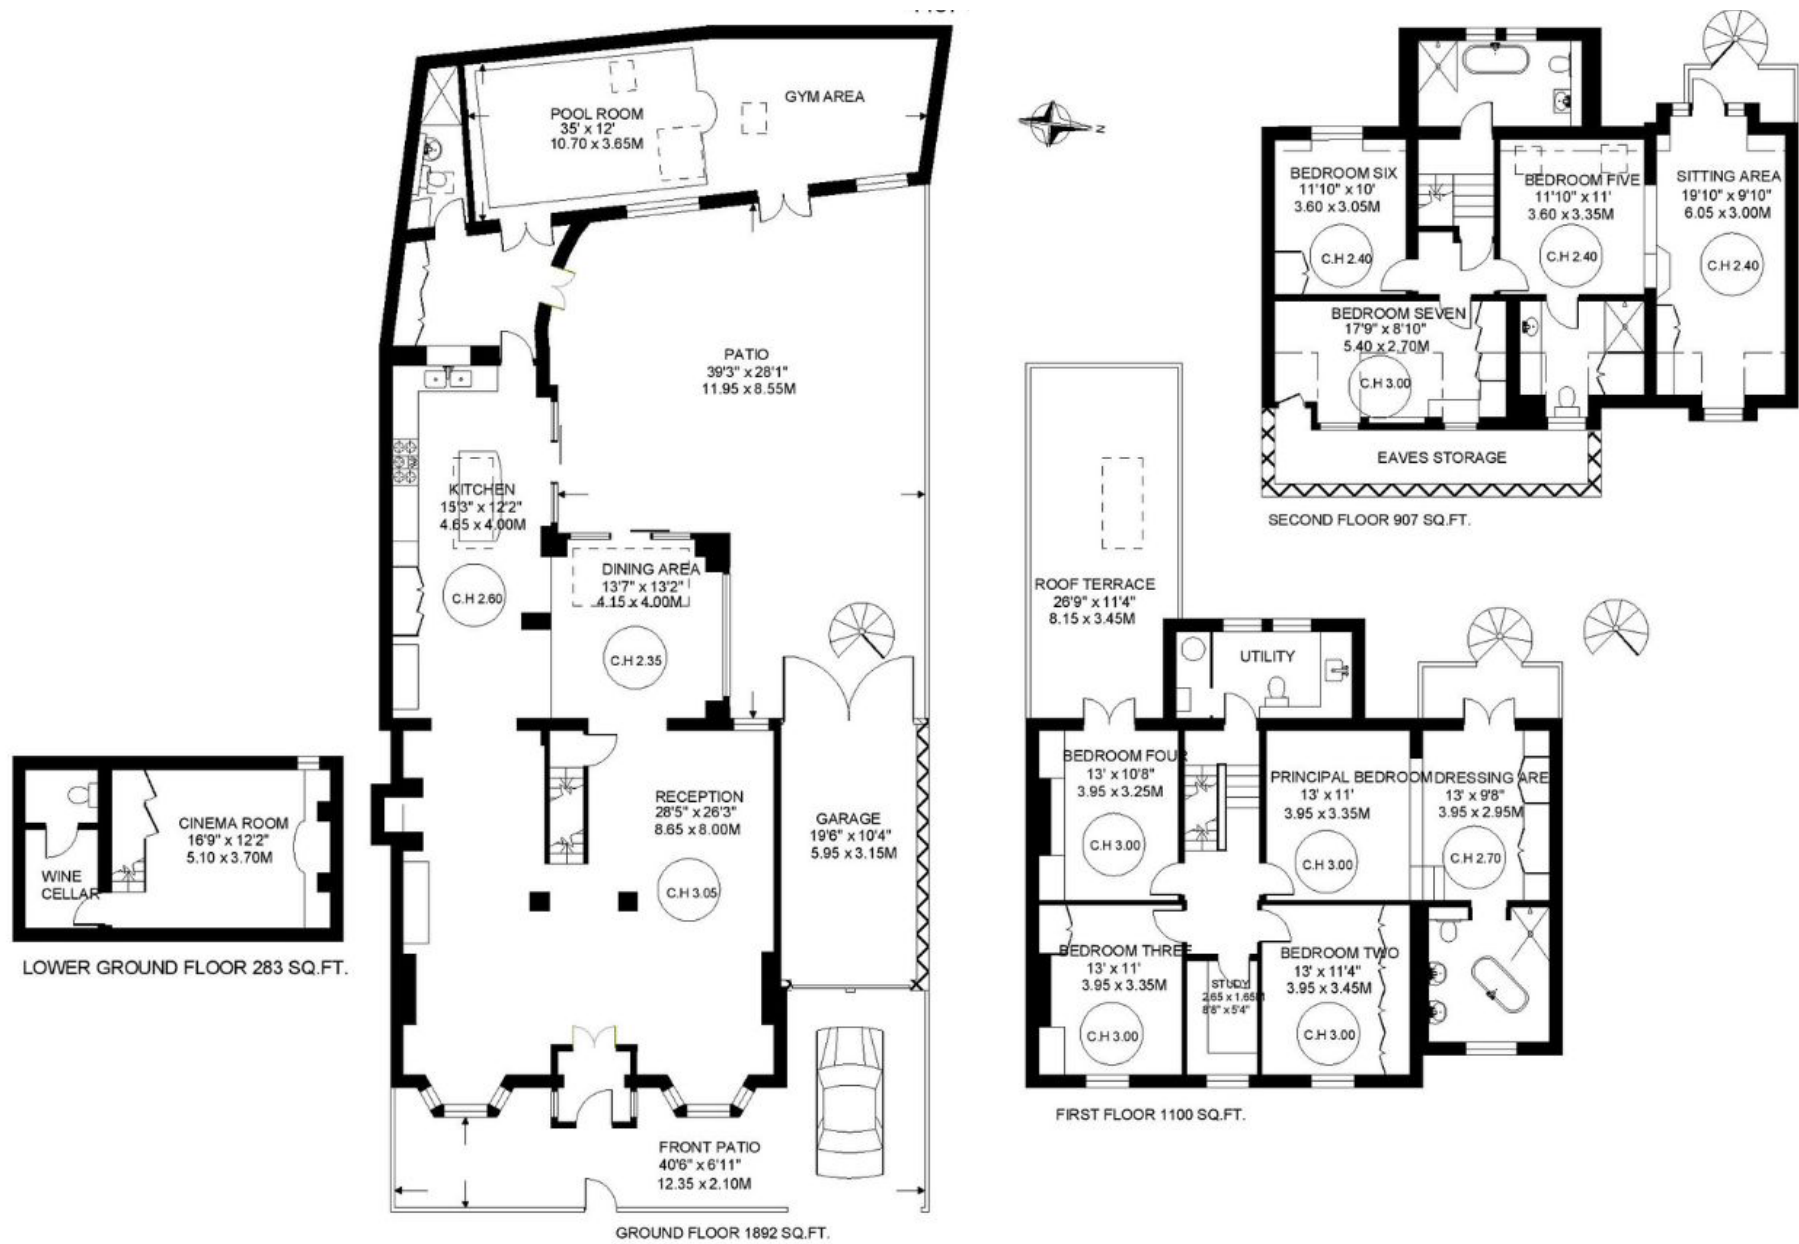 POOL ROOM
35' x 12'
10.70 x 3.65M
GYM AREA
N
PATIO
39'3" x 28'1"
11.95 x 8.55M
KITCHEN
15'3" x 12'2"
4.65 x 4.00M
C.H 2.60
DINING AREA
13'7" x 13'2"
4.15 x 4.00M
C.H 2.35
RECEPTION
28'5" x 26'3"
8.65 x 8.00M
C.H 3.05
GARAGE
19'6" x 10'4"
5.95 x 3.15M
FRONT PATIO
40'6" x 6'11"
12.35 x 2.10M
GROUND FLOOR 1892 SQ.FT.
CINEMA ROOM
16'9" x 12'2"
5.10 x 3.70M
WINE
CELLAR
LOWER GROUND FLOOR 283 SQ.FT.
BEDROOM SIX
11'10" x 10'
3.60 x 3.05M
C.H 2.40
BEDROOM FIVE
11'10" x 11'
3.60 x 3.35M
C.H 2.40
SITTING AREA
19'10" x 9'10"
6.05 x 3.00M
C.H 2.40
BEDROOM SEVEN
17'9" x 8'10"
5.40 x 2.70M
C.H 3.00
EAVES STORAGE
SECOND FLOOR 907 SQ.FT.
ROOF TERRACE
26'9" x 11'4"
8.15 x 3.45M
UTILITY
BEDROOM FOUR
13' x 10'8"
3.95 x 3.25M
C.H 3.00
PRINCIPAL BEDROOM
13' x 11'
3.95 x 3.35M
C.H 3.00
DRESSING ARE
13' x 9'8"
3.95 x 2.95M
C.H 2.70
BEDROOM THREE
13' x 11'
3.95 x 3.35M
C.H 3.00
STUDY
2.65 x 1.65M
8'8" x 5'4"
BEDROOM TWO
13' x 11'4"
3.95 x 3.45M
C.H 3.00
FIRST FLOOR 1100 SQ.FT.